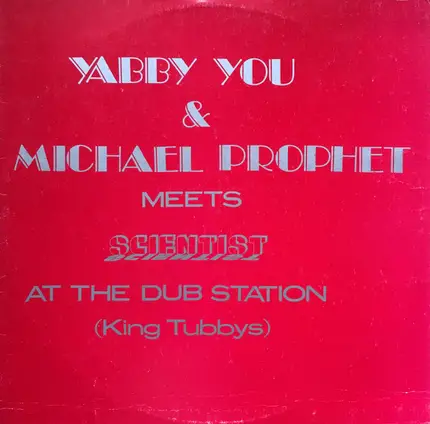 YABBY YOU
&
MICHAEL PROPHET
MEETS
SCIENTIST
AT THE DUB STATION
(King Tubbys)